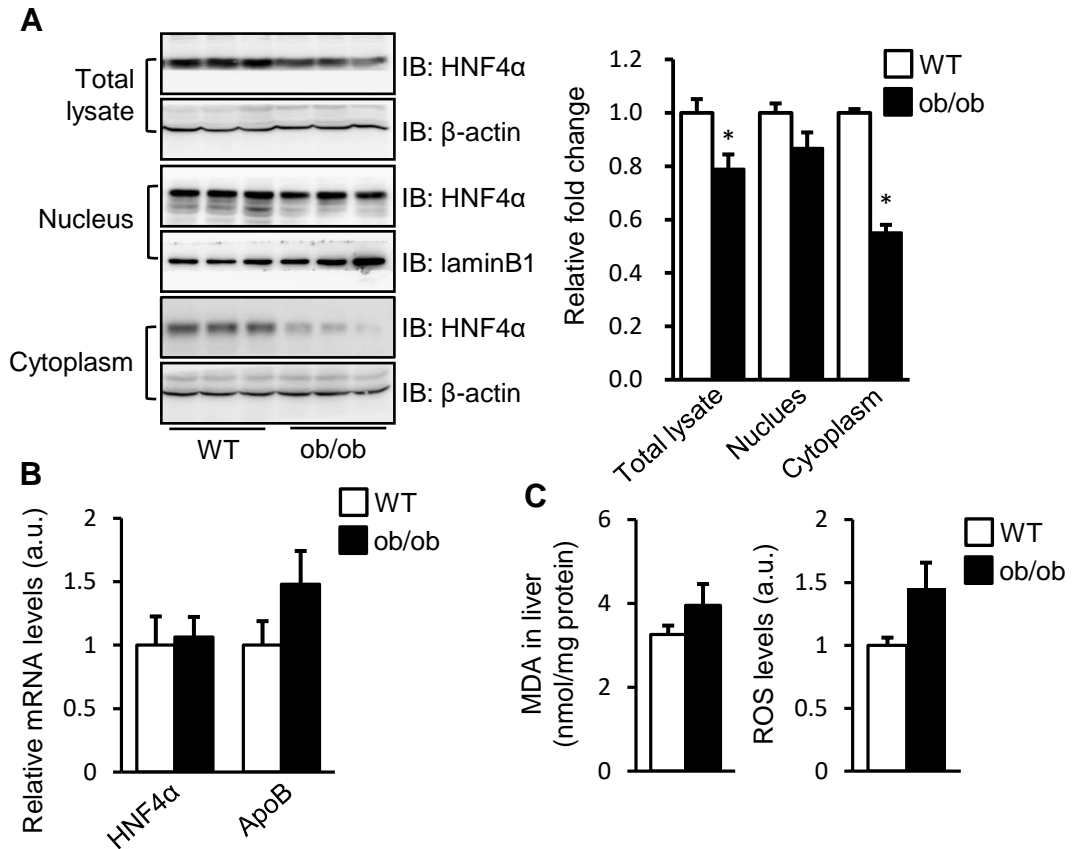 A
Total
lysate
IB: HNF4α
IB: β-actin
Nucleus
IB: HNF4α
IB: laminB1
Cytoplasm
IB: HNF4α
IB: β-actin
WT
ob/ob
Relative fold change
1.2
1.0
0.8
0.6
0.4
0.2
0.0
*
*
WT
ob/ob
Total lysate
Nuclues
Cytoplasm
B
Relative mRNA levels (a.u.)
2
1.5
1
0.5
0
WT
ob/ob
HNF4α
ApoB
C
MDA in liver
(nmol/mg protein)
6
4
2
0
ROS levels (a.u.)
2
1.5
1
0.5
0
WT
ob/ob